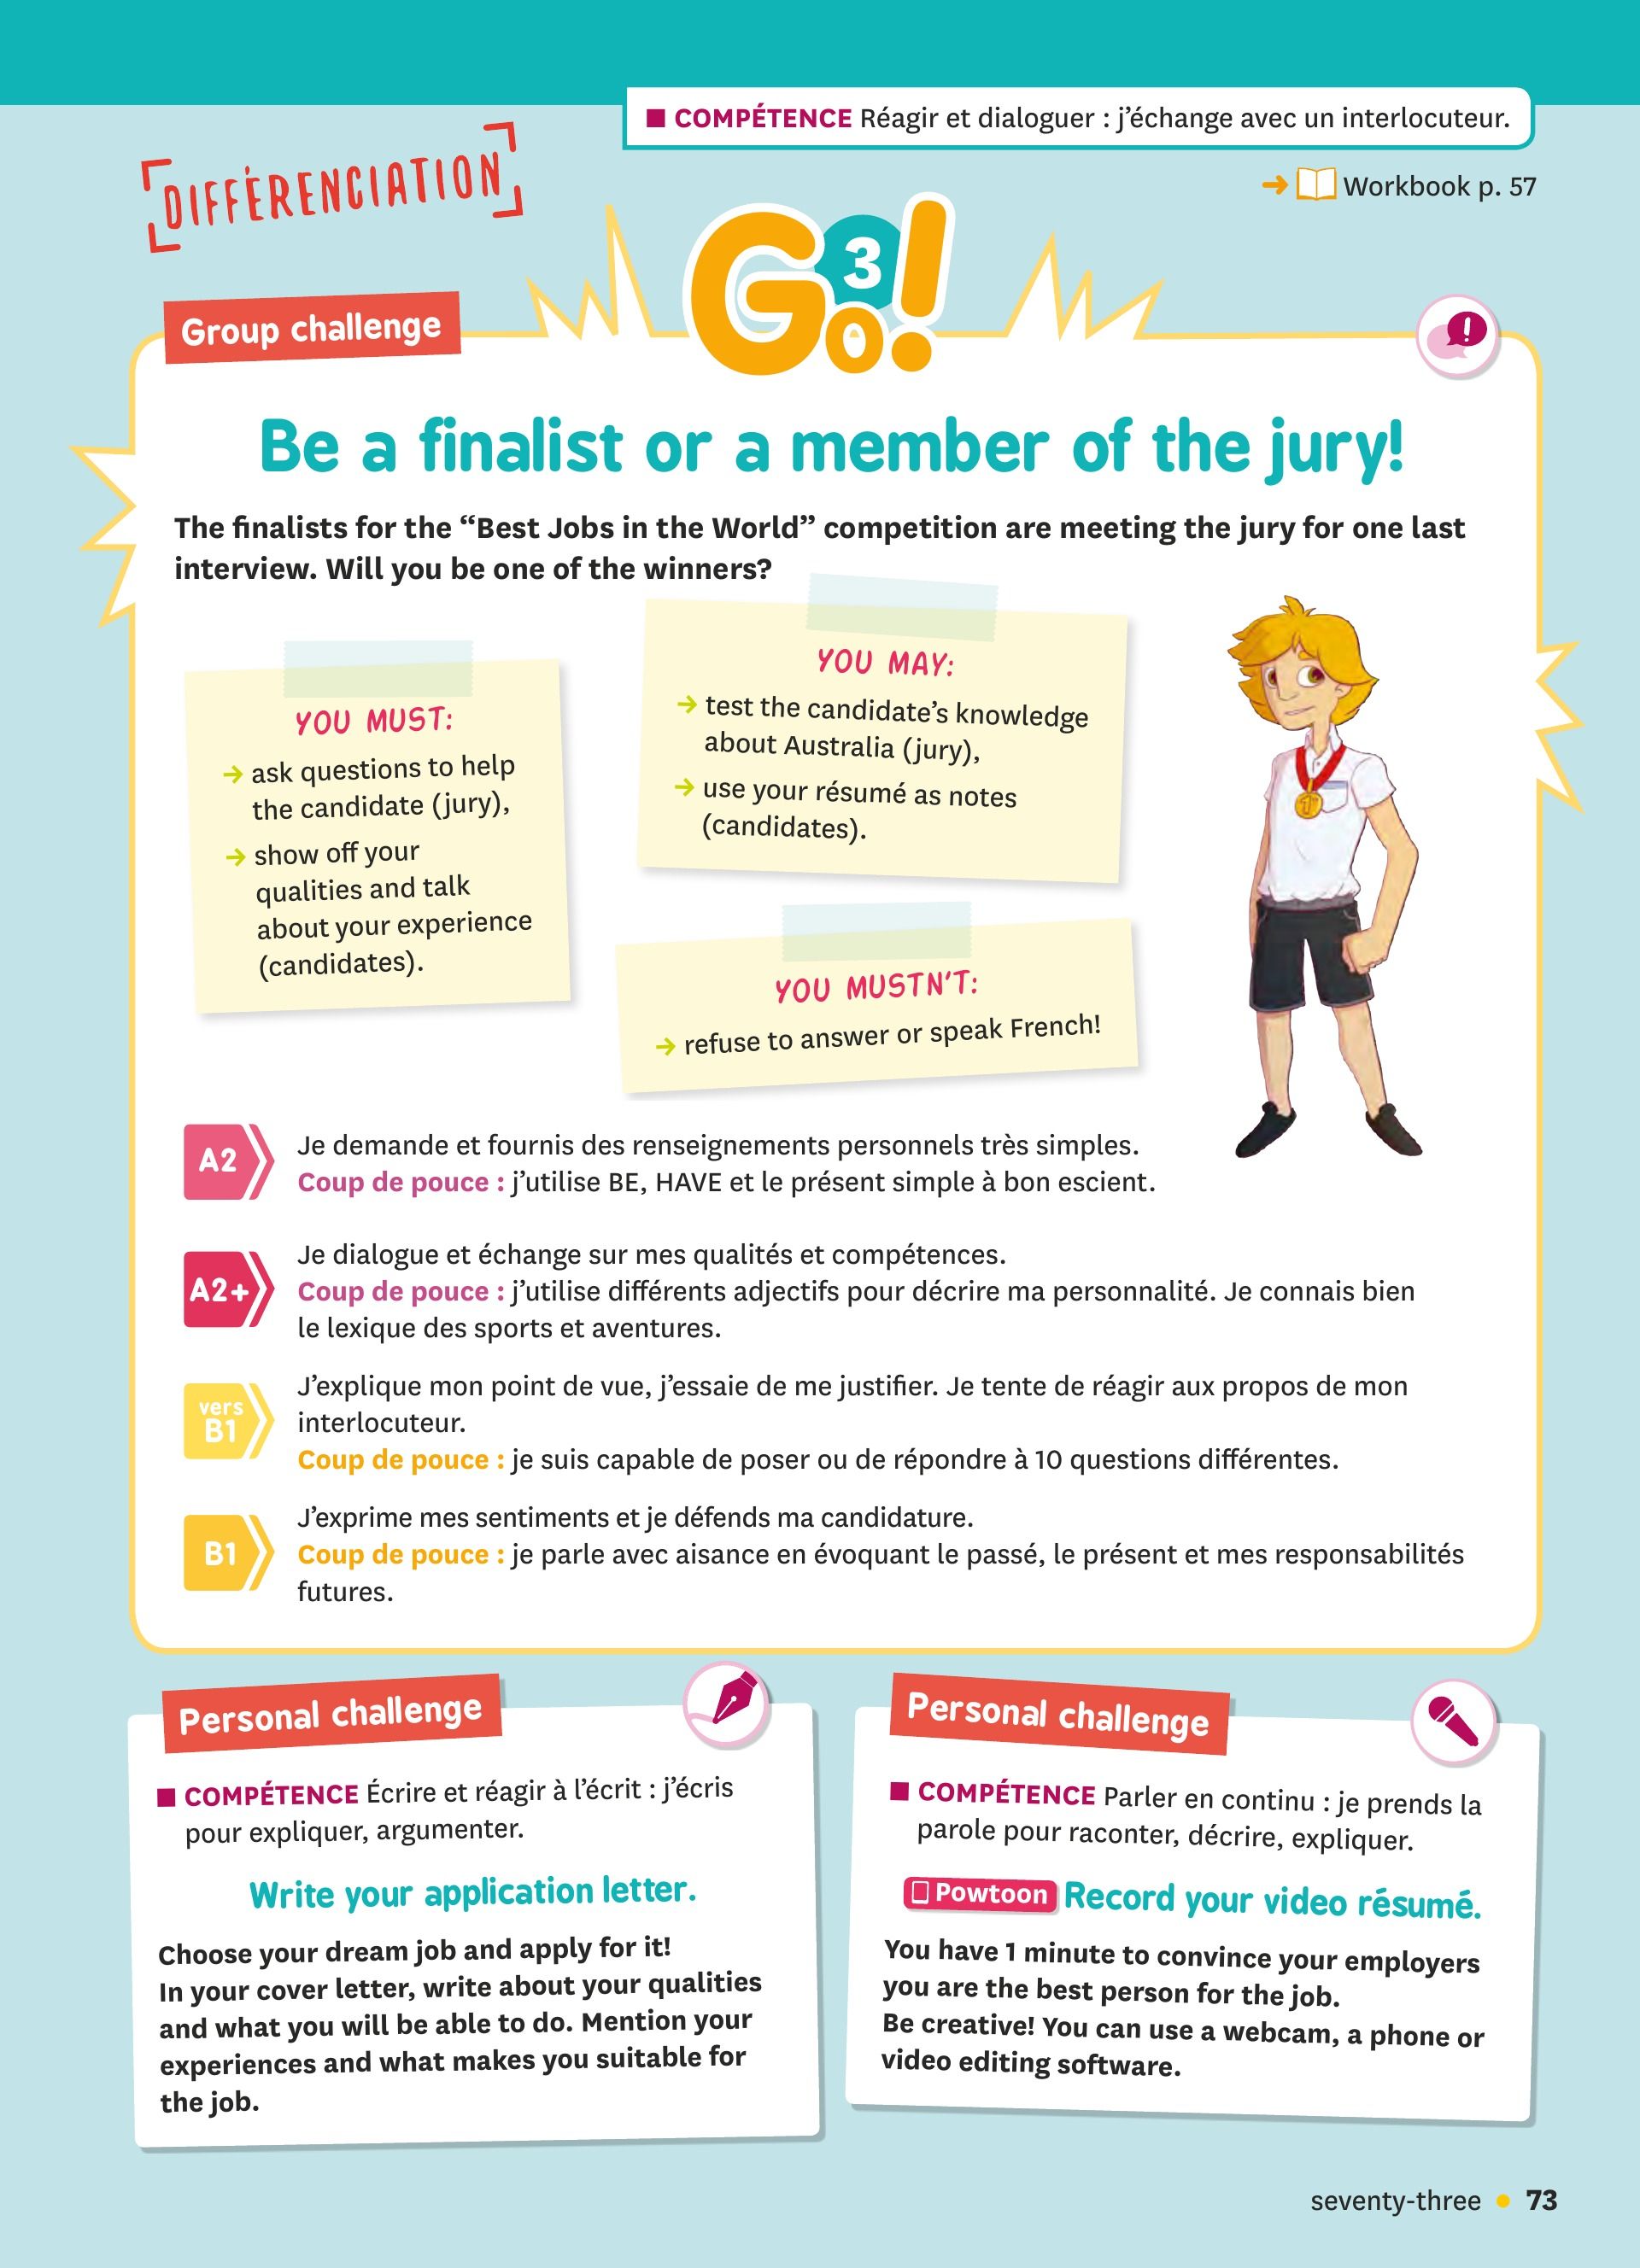 ■ COMPÉTENCE Réagir et dialoguer : j’échange avec un interlocuteur.
DIFFÉRENCIATION
➜ Workbook p. 57
Go! 3
Group challenge
!
Be a finalist or a member of the jury!
The finalists for the “Best Jobs in the World” competition are meeting the jury for one last
interview. Will you be one of the winners?
YOU MUST:
→ ask questions to help
the candidate (jury),
→ show off your
qualities and talk
about your experience
(candidates).
YOU MAY:
→ test the candidate’s knowledge
about Australia (jury),
→ use your résumé as notes
(candidates).
YOU MUSTN’T:
→ refuse to answer or speak French!
A2
Je demande et fournis des renseignements personnels très simples.
Coup de pouce : j’utilise BE, HAVE et le présent simple à bon escient.
A2+
Je dialogue et échange sur mes qualités et compétences.
Coup de pouce : j’utilise différents adjectifs pour décrire ma personnalité. Je connais bien
le lexique des sports et aventures.
vers
B1
J’explique mon point de vue, j’essaie de me justifier. Je tente de réagir aux propos de mon
interlocuteur.
Coup de pouce : je suis capable de poser ou de répondre à 10 questions différentes.
B1
J’exprime mes sentiments et je défends ma candidature.
Coup de pouce : je parle avec aisance en évoquant le passé, le présent et mes responsabilités
futures.
Personal challenge
■ COMPÉTENCE Écrire et réagir à l’écrit : j’écris
pour expliquer, argumenter.
Write your application letter.
Choose your dream job and apply for it!
In your cover letter, write about your qualities
and what you will be able to do. Mention your
experiences and what makes you suitable for
the job.
Personal challenge
■ COMPÉTENCE Parler en continu : je prends la
parole pour raconter, décrire, expliquer.
Powtoon Record your video résumé.
You have 1 minute to convince your employers
you are the best person for the job.
Be creative! You can use a webcam, a phone or
video editing software.
seventy-three • 73